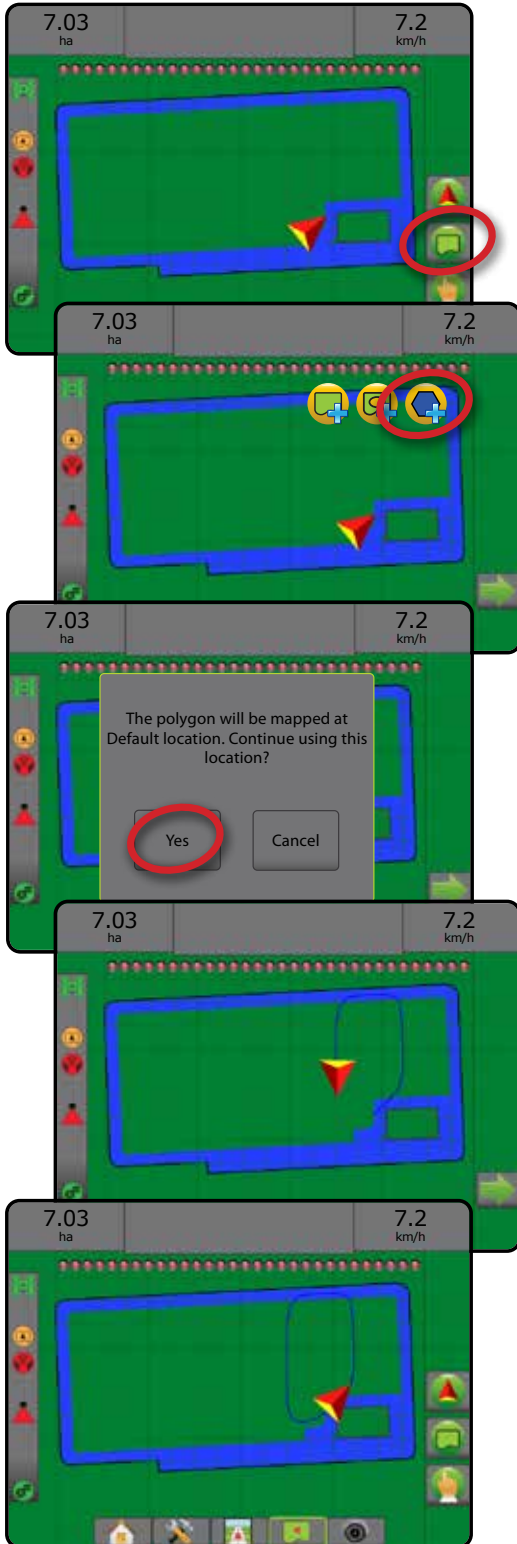 7.03
ha
7.2
km/h
7.03
ha
7.2
km/h
7.03
ha
7.2
km/h
The polygon will be mapped at
Default location. Continue using this
location?
Yes
Cancel
7.03
ha
7.2
km/h
7.03
ha
7.2
km/h